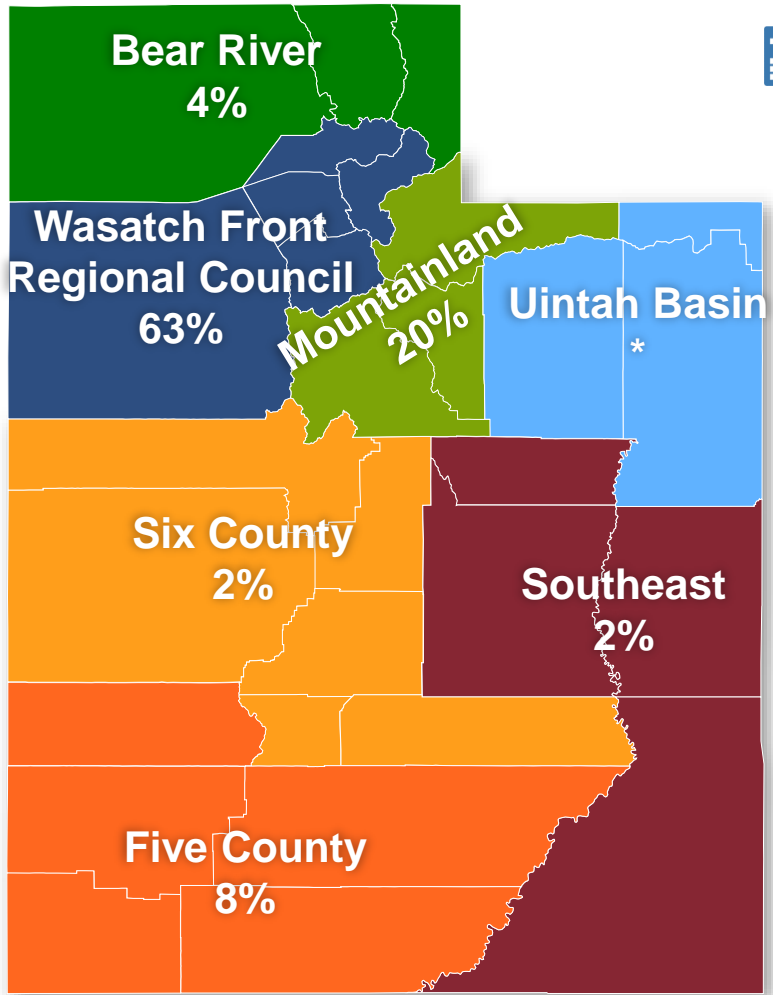 Bear River
4%
Wasatch Front
Regional Council
63%
Mountainland
20%
Uintah Basin
*
Six County
2%
Southeast
2%
Five County
8%